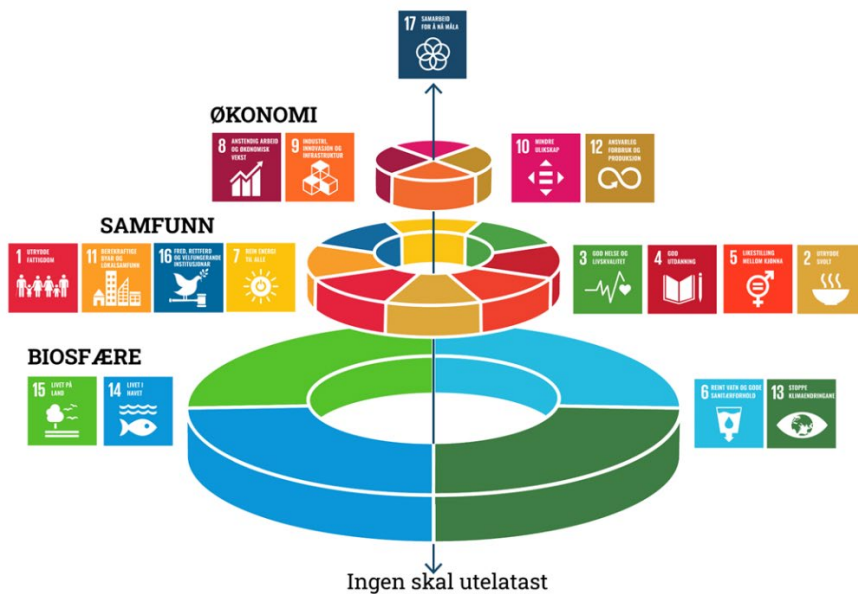 17 SAMARBEID
FOR Å NÅ MÅLA
ØKONOMI
8 ANSTENDIG ARBEID
OG ØKONOMISK
VEKST
9 INDUSTRI,
INNOVASJON OG
INFRASTRUKTUR
10 MINDRE
ULIKSKAP
12 ANSVARLEG
FORBRUK OG
PRODUKSJON
SAMFUNN
1 UTRYDDE
FATTIGDOM
11 BEREKRAFTIGE
BYAR OG
LOKALSAMFUNN
16 FRED, RETTFERD
OG VELFUNGERANDE
INSTITUSJONAR
7 REIN ENERGI
TIL ALLE
3 GOD HELSE OG
LIVSKVALITET
4 GOD
UTDANNING
5 LIKESTILLING
MELLOM KJØNNA
2 UTRYDDE
SVOLT
BIOSFÆRE
15 LIVET PÅ
LAND
14 LIVET I
HAVET
6 REINT VATN OG GODE
SANITÆRFORHOLD
13 STOPPE
KLIMAENDRINGANE
Ingen skal utelatast